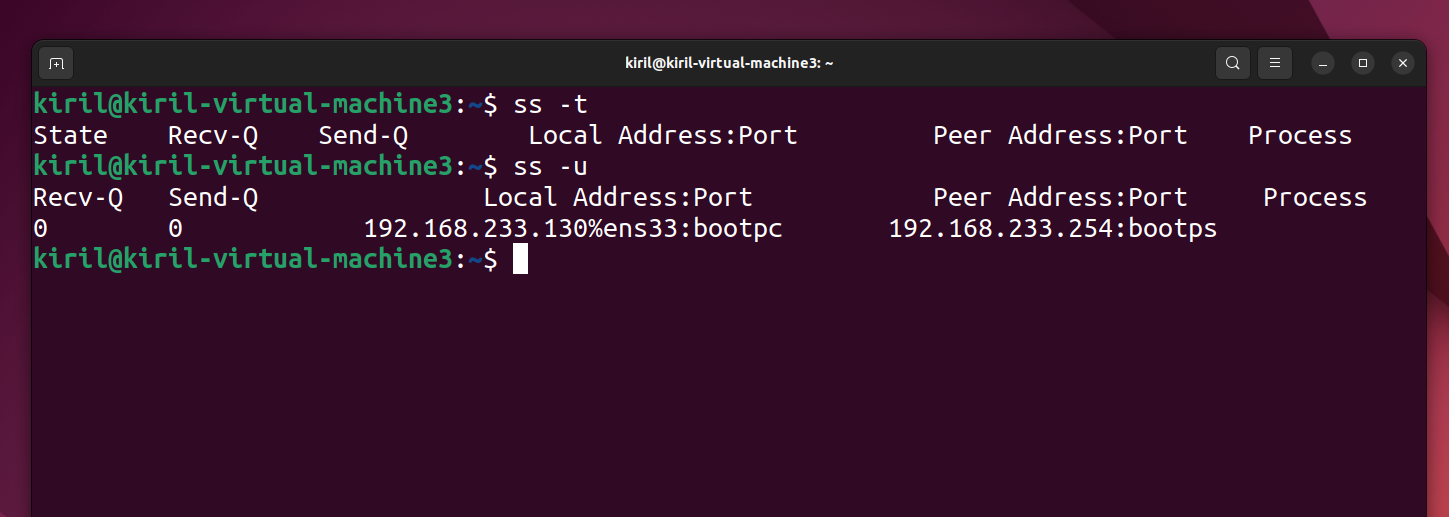 kiril@kiril-virtual-machine3: ~
kiril@kiril-virtual-machine3:~$ ss -t
State Recv-Q Send-Q Local Address:Port Peer Address:Port Process
kiril@kiril-virtual-machine3:~$ ss -u
Recv-Q Send-Q Local Address:Port Peer Address:Port Process
0 0 192.168.233.130%ens33:bootpc 192.168.233.254:bootps
kiril@kiril-virtual-machine3:~$